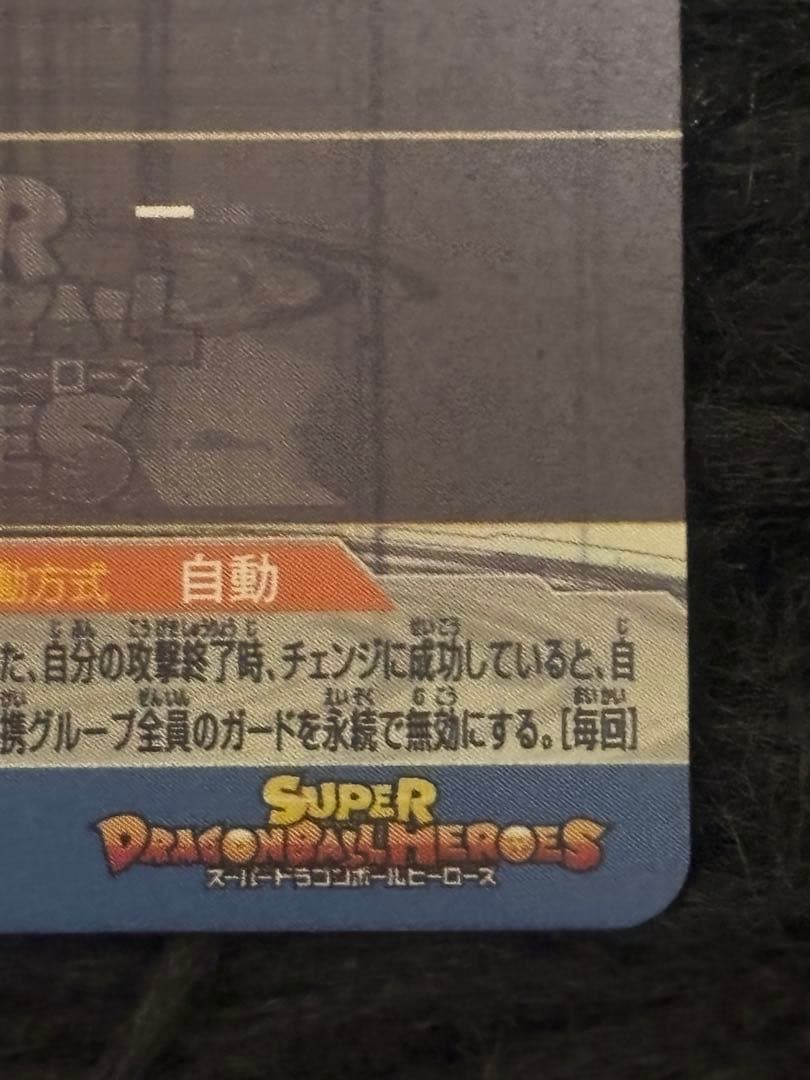 R
ALL
ヒーローズ
ES
動方式 自動
た、自分の攻撃終了時、チェンジに成功していると、自
携グループ全員のガードを永続で無効にする。[毎回]
SUPER
DRAGONBALL HEROES
スーパードラゴンボールヒーローズ